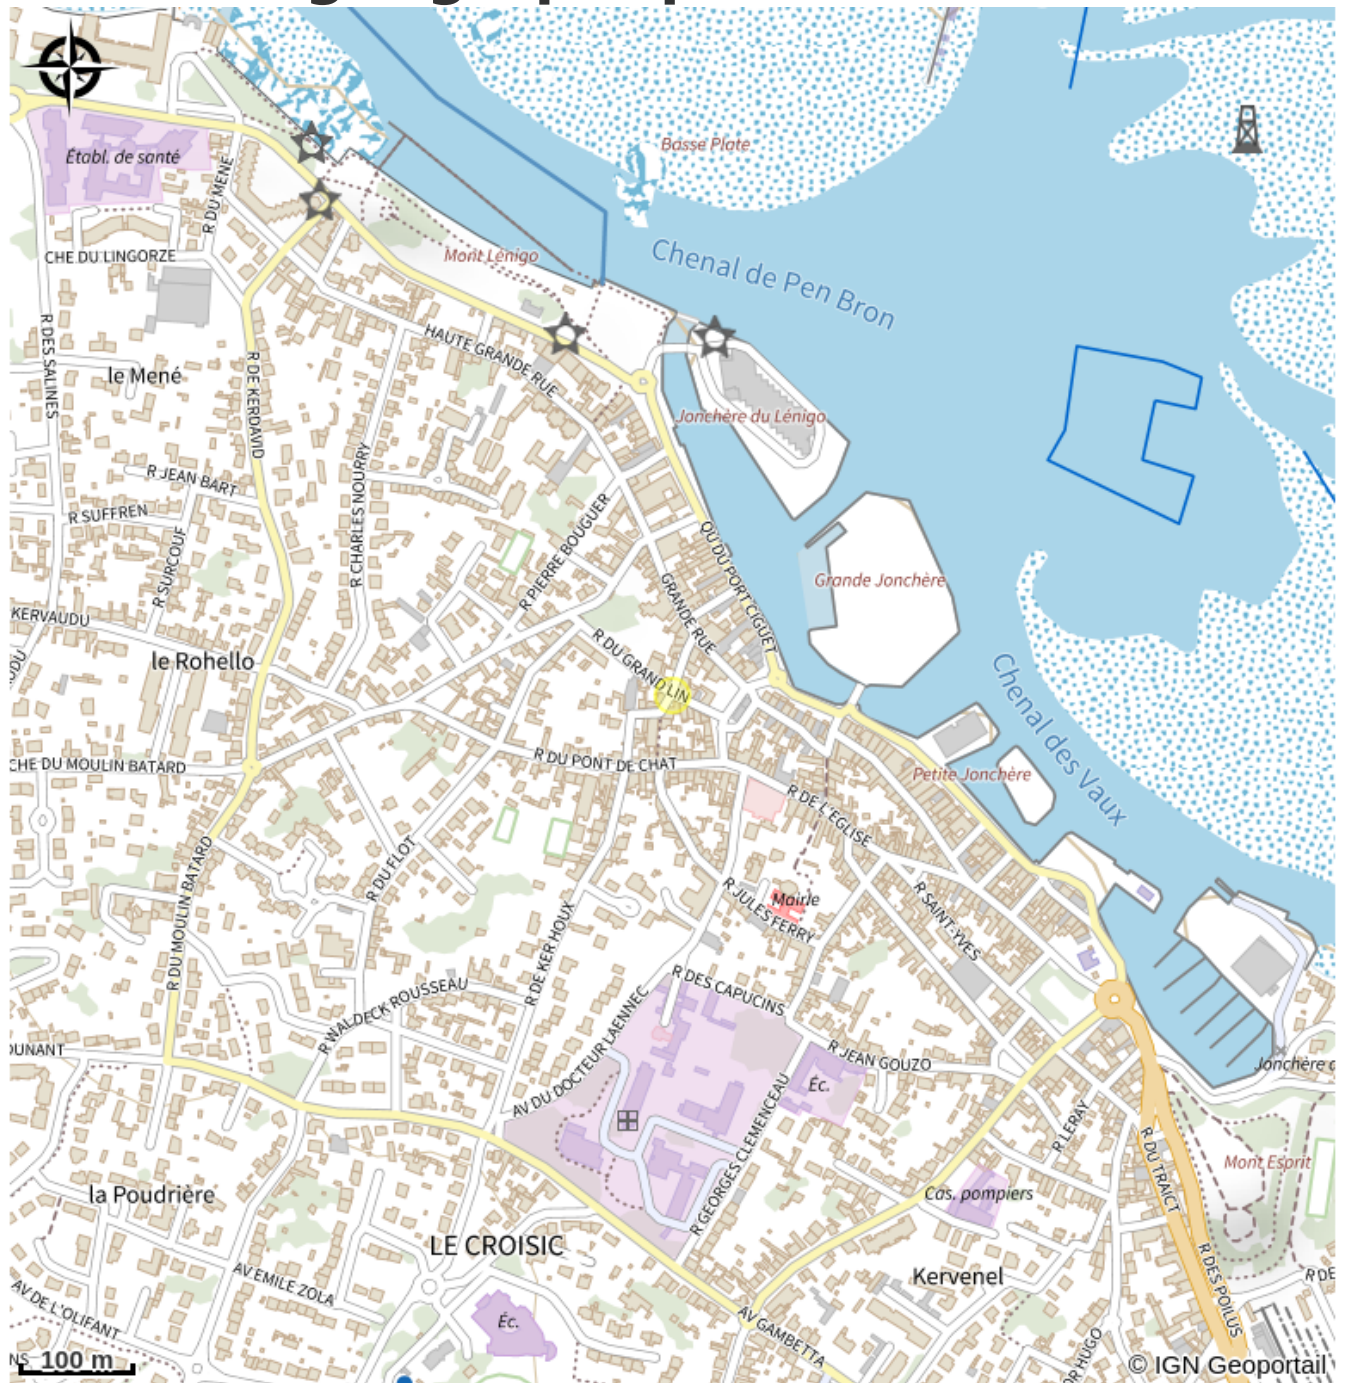 Basse Plate
Établ. de santé
R DU MENE
CHE DU LINGORZE
Mont Lénigo
Chenal de Pen Bron
R DES SALINES
HAUTE GRANDE RUE
le Mené
R DE KERDAVID
Jonchère du Lénigo
R JEAN BART
R CHARLES NOURRY
R SUFFREN
R SURCOUF
R PIERRE BOUGUER
QU DU PORT CIGUET
GRANDE RUE
Grande Jonchère
KERVAUDU
R DU GRAND LIN
le Rohello
Chenal des Vaux
CHE DU MOULIN BATARD
R DU PONT DE CHAT
Petite Jonchère
R DE L'EGLISE
R DU FLOT
R DU MOULIN BATARD
R JULES FERRY
Mairie
R SAINT-YVES
R DE KER HOUX
R DES CAPUCINS
R WALDECK ROUSSEAU
AV DU DOCTEUR LAENNEC
DUNANT
R JEAN GOUZO
Jonchère d
Éc.
R GEORGES CLEMENCEAU
R LERAY
R DU TRAICT
Mont Esprit
la Poudrière
Cas. pompiers
LE CROISIC
Kervenel
R DES POILUS
R DE
AV EMILE ZOLA
AV DE L'OLIFANT
Éc.
AV GAMBETTA
OR HUGO
NS
100 m
© IGN Geoportail